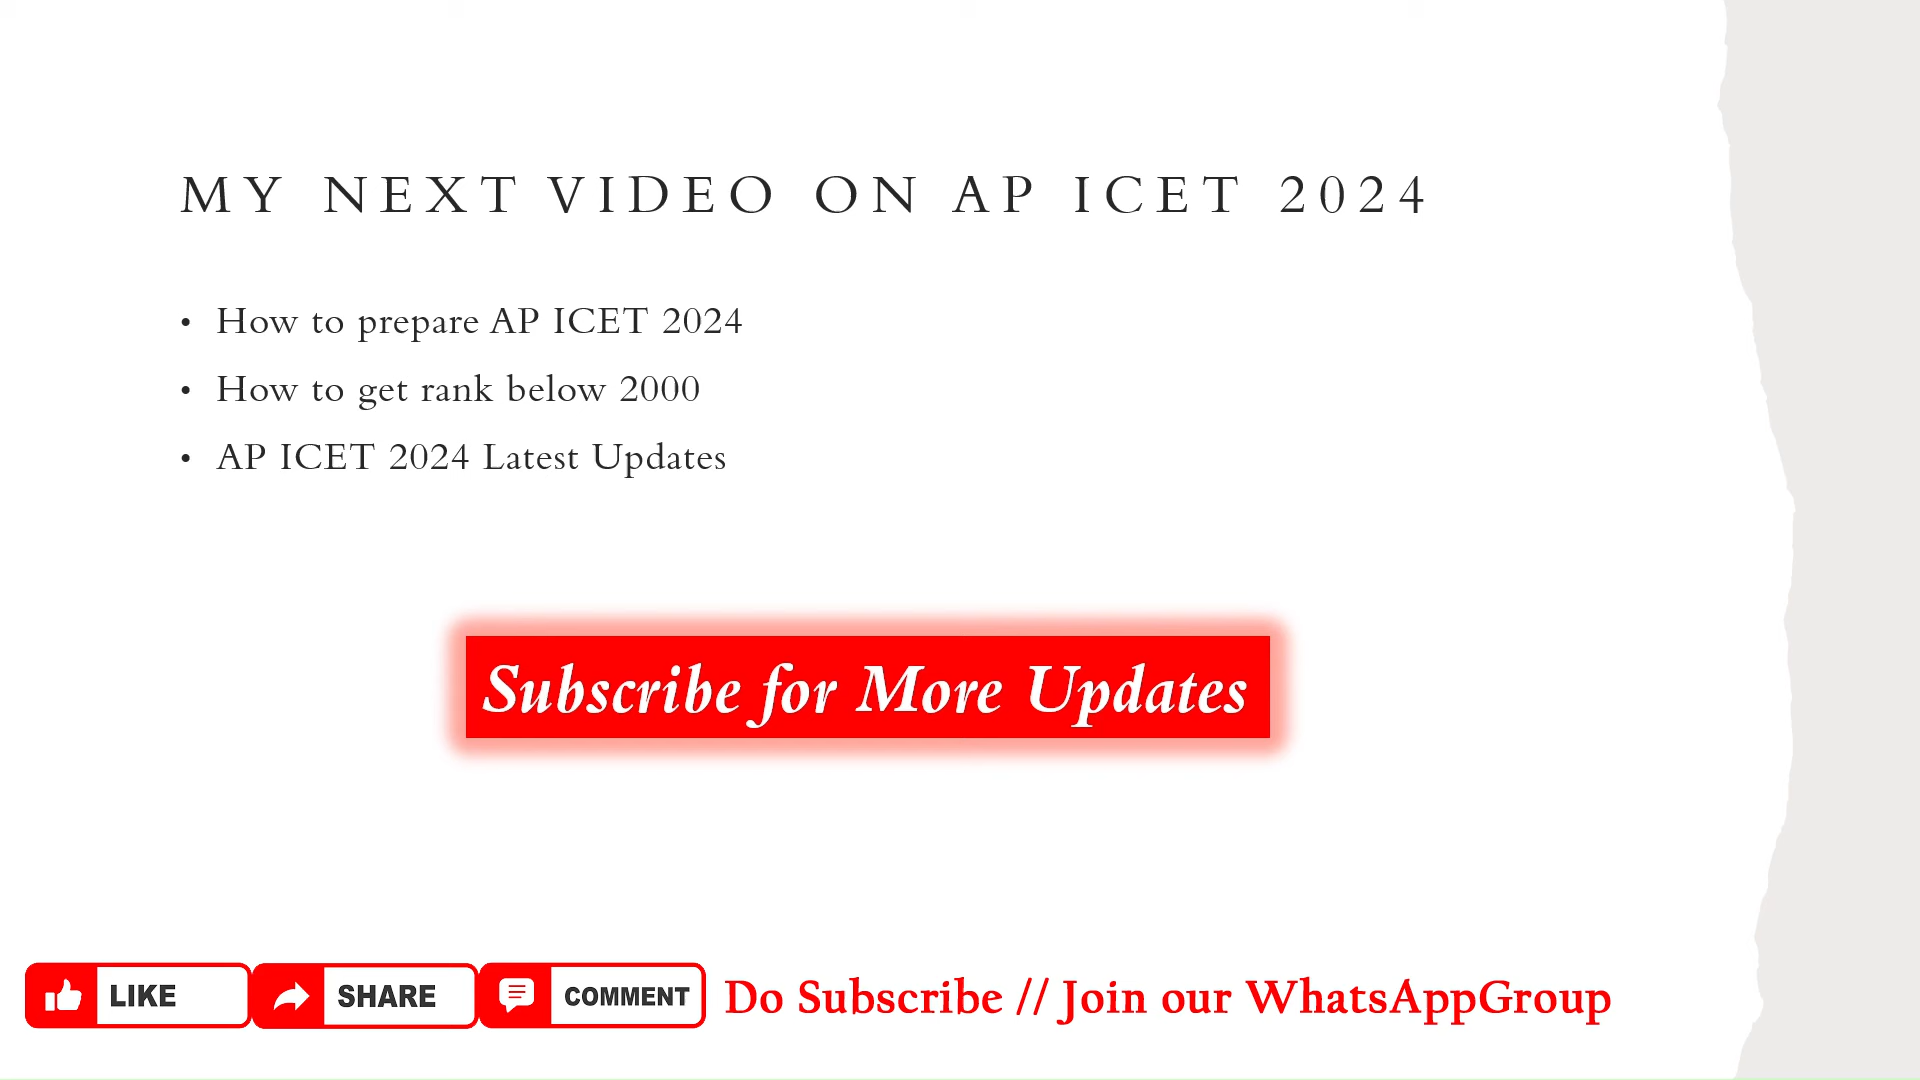 MY NEXT VIDEO ON AP ICET 2024
• How to prepare AP ICET 2024
• How to get rank below 2000
• AP ICET 2024 Latest Updates
Subscribe for More Updates
LIKE SHARE COMMENT Do Subscribe // Join our WhatsAppGroup